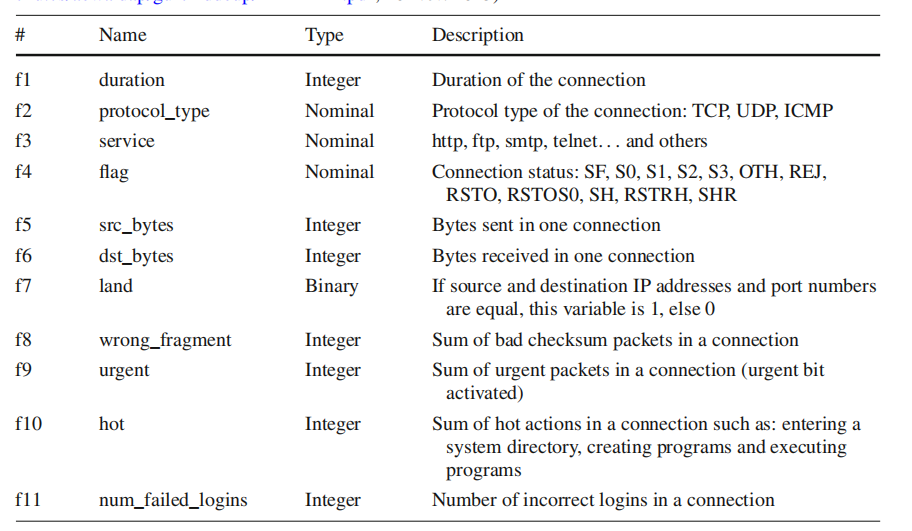 # Name Type Description
f1 duration Integer Duration of the connection
f2 protocol_type Nominal Protocol type of the connection: TCP, UDP, ICMP
f3 service Nominal http, ftp, smtp, telnet... and others
f4 flag Nominal Connection status: SF, S0, S1, S2, S3, OTH, REJ,
RSTO, RSTOS0, SH, RSTRH, SHR
f5 src_bytes Integer Bytes sent in one connection
f6 dst_bytes Integer Bytes received in one connection
f7 land Binary If source and destination IP addresses and port numbers
are equal, this variable is 1, else 0
f8 wrong_fragment Integer Sum of bad checksum packets in a connection
f9 urgent Integer Sum of urgent packets in a connection (urgent bit
activated)
f10 hot Integer Sum of hot actions in a connection such as: entering a
system directory, creating programs and executing
programs
f11 num_failed_logins Integer Number of incorrect logins in a connection